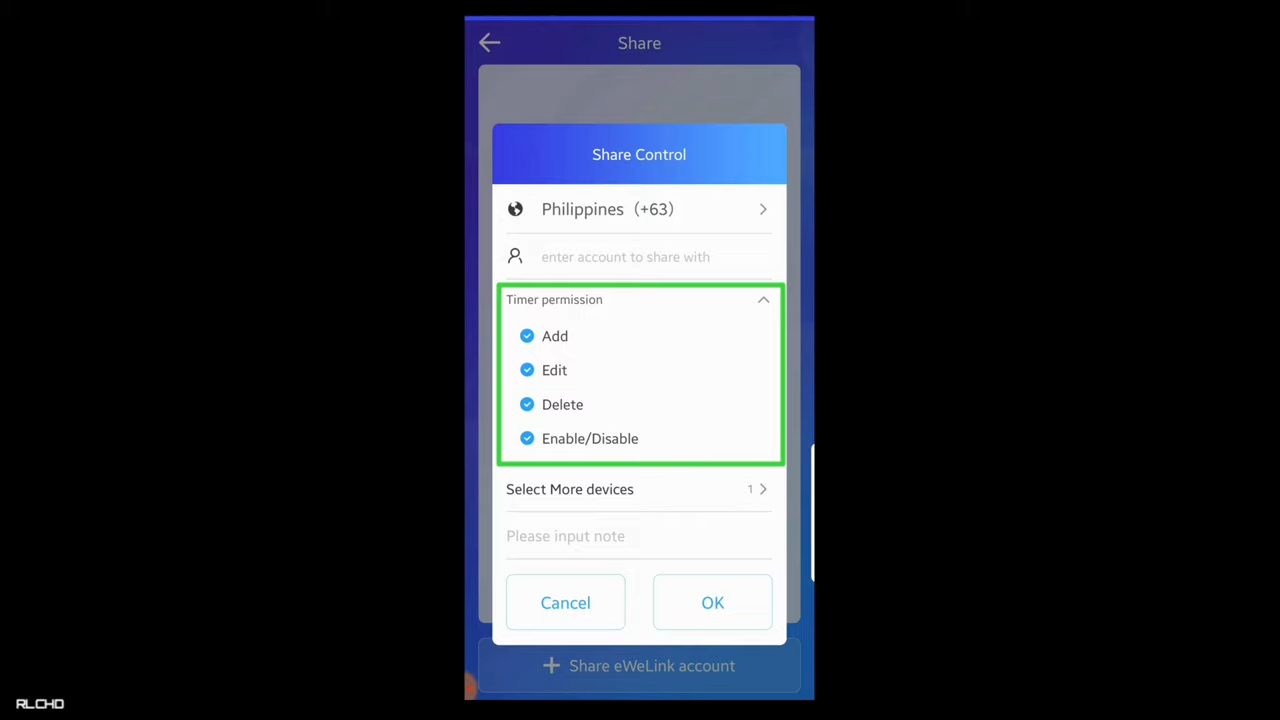 Share
Share Control
Philippines (+63)
enter account to share with
Timer permission
Add
Edit
Delete
Enable/Disable
Select More devices 1
Please input note
Cancel OK
+ Share eWeLink account
RLCHD